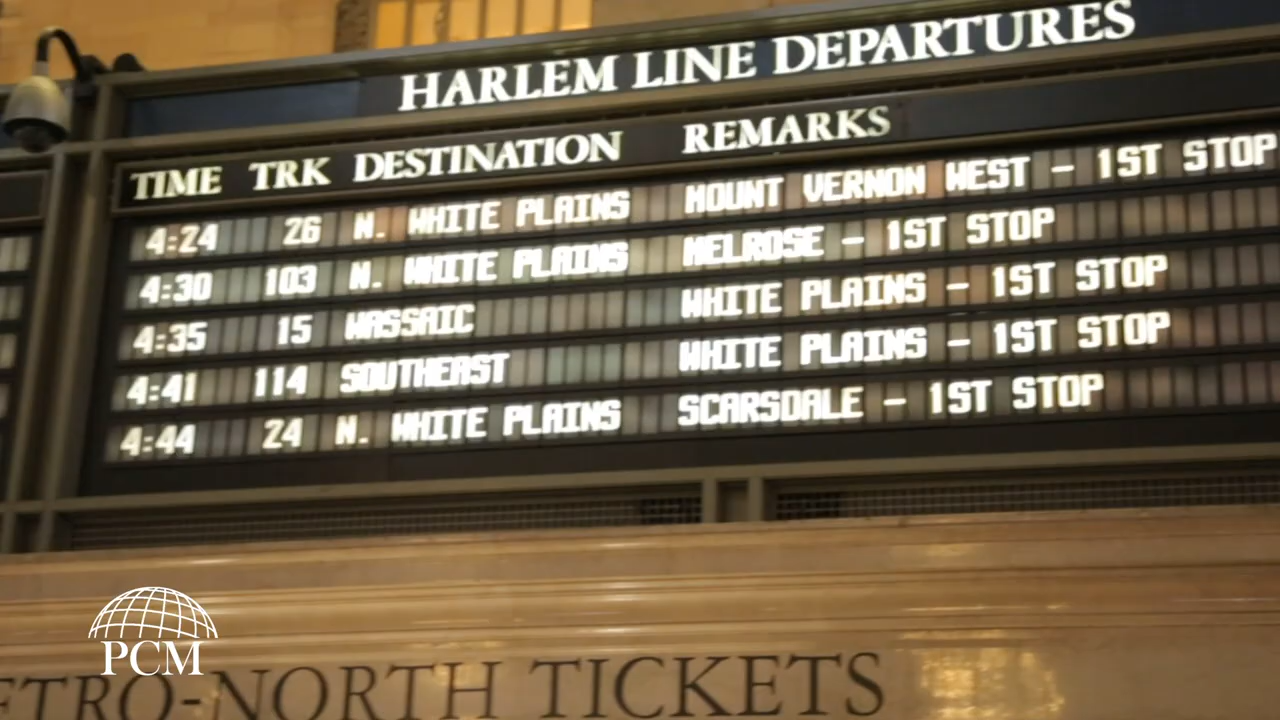 HARLEM LINE DEPARTURES
TIME TRK DESTINATION REMARKS
4:24 26 N. WHITE PLAINS MOUNT VERNON WEST - 1ST STOP
4:30 103 N. WHITE PLAINS MELROSE - 1ST STOP
4:35 15 WASSAIC WHITE PLAINS - 1ST STOP
4:41 114 SOUTHEAST WHITE PLAINS - 1ST STOP
4:44 24 N. WHITE PLAINS SCARSDALE - 1ST STOP
PCM
ETRO-NORTH TICKETS